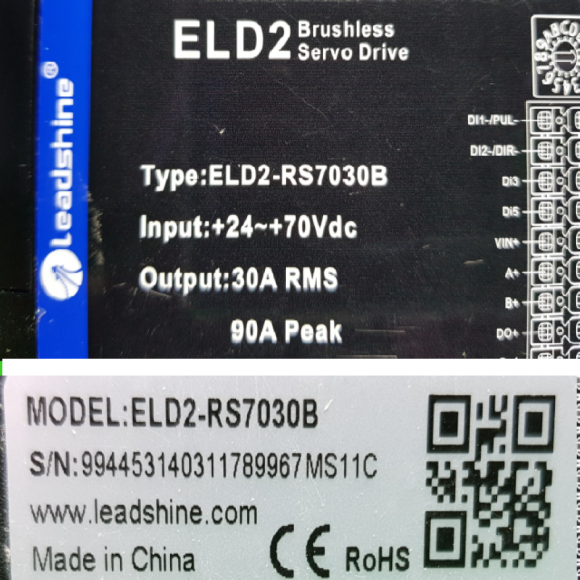 ELD2 Brushless Servo Drive
Leadshine®
DI1-/PUL-
DI2-/DIR-
Type:ELD2-RS7030B
DI3
DI5
Input:+24~+70Vdc
VIN+
A+
Output:30A RMS
B+
90A Peak
DO+
MODEL:ELD2-RS7030B
S/N:994453140311789967MS11C
www.leadshine.com
Made in China CE RoHS